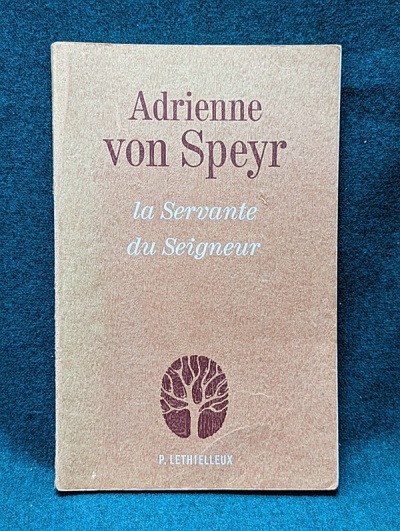 Adrienne
von Speyr
la Servante
du Seigneur
P. LETHIELLEUX